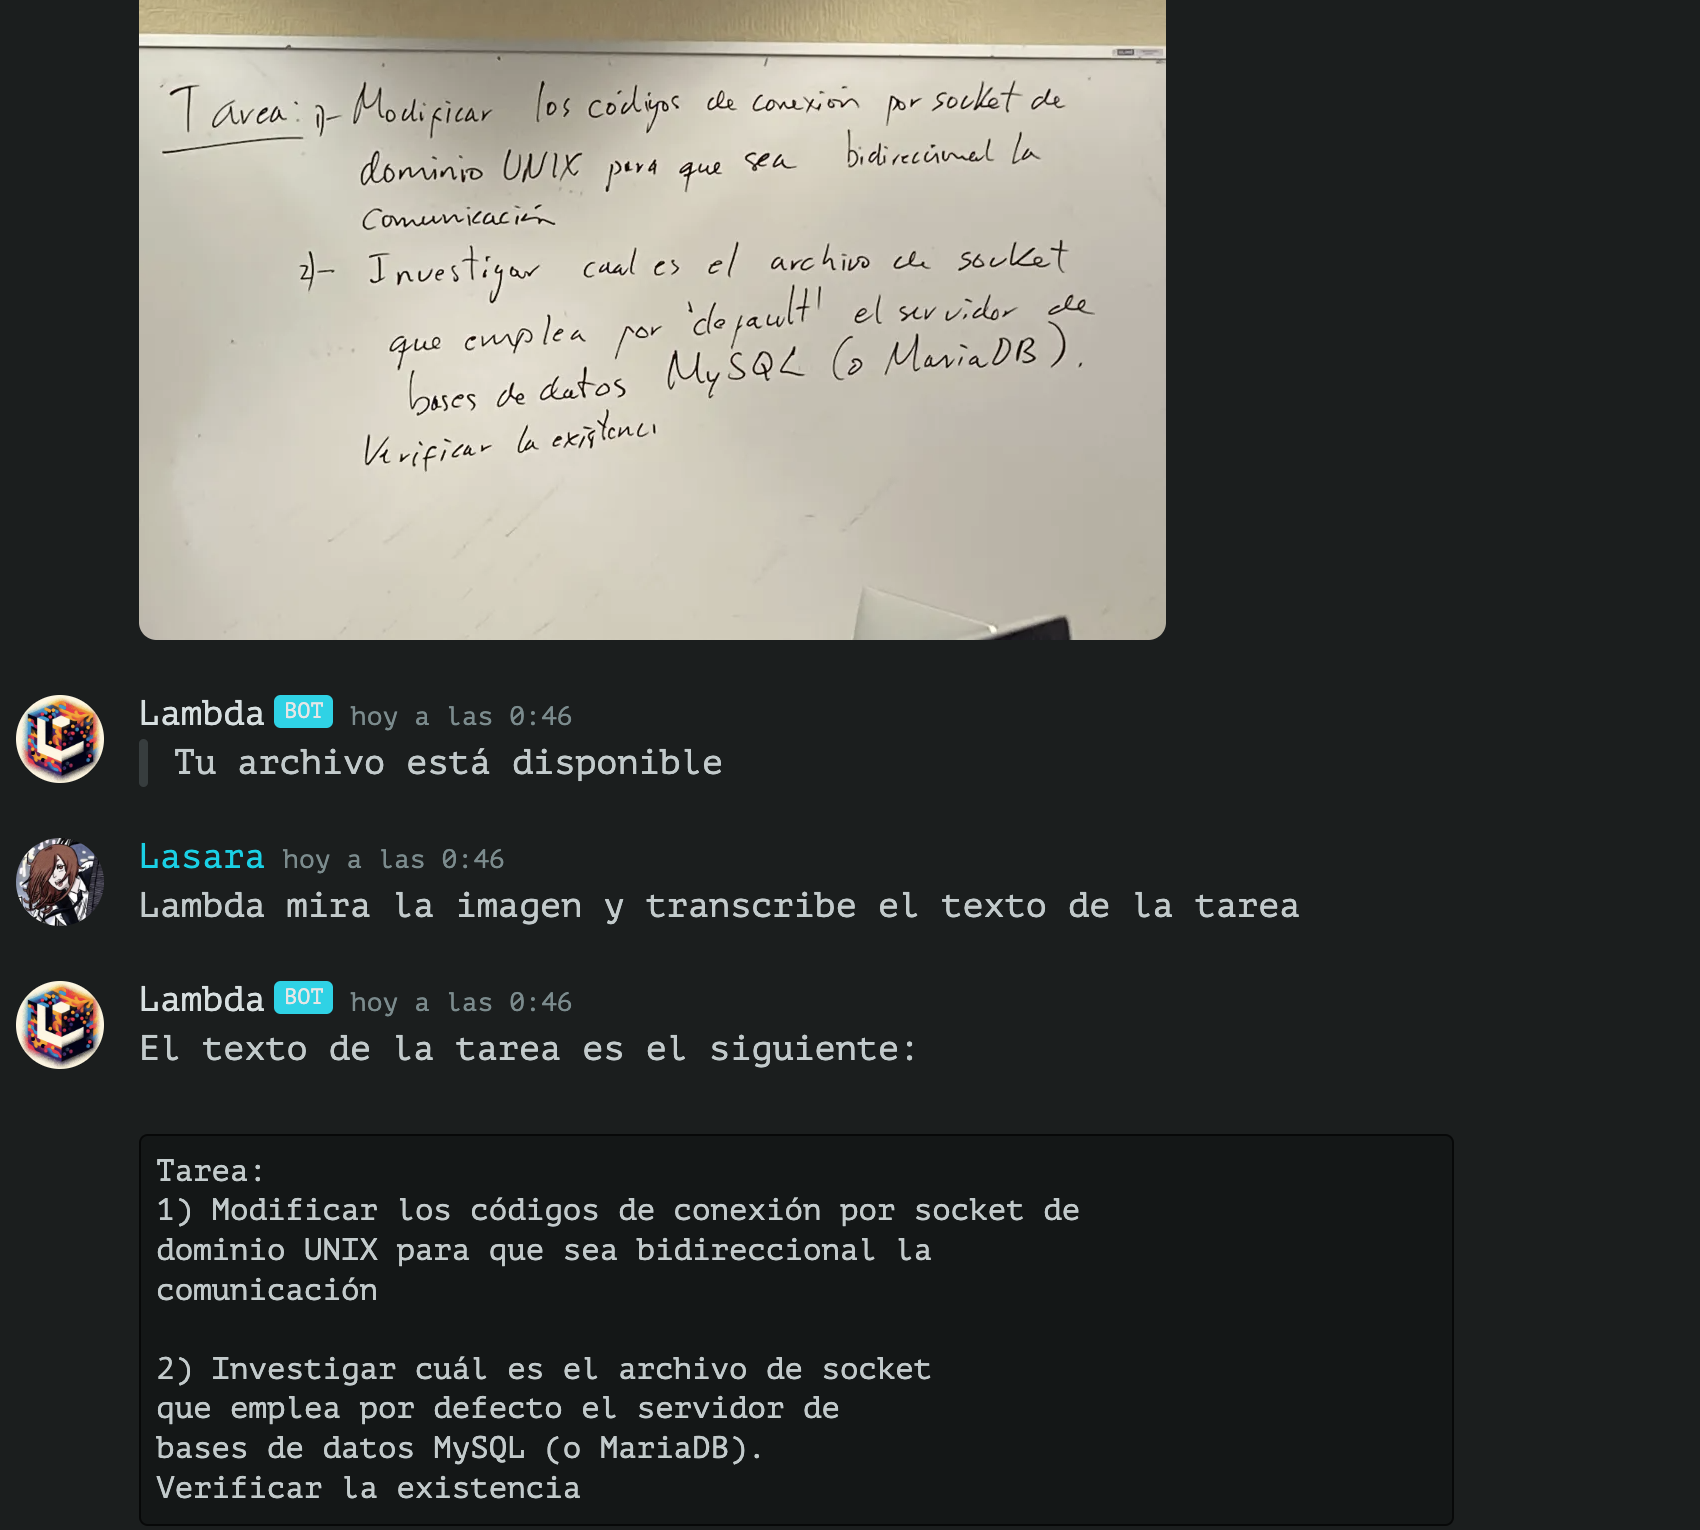 Tarea: 1)- Modificar los códigos de conexión por socket de
dominio UNIX para que sea bidireccional la
comunicación
2)- Investigar cual es el archivo de socket
que emplea por 'default' el servidor de
bases de datos MySQL (o MariaDB).
Verificar la existenci
Lambda BOT hoy a las 0:46
Tu archivo está disponible
Lasara hoy a las 0:46
Lambda mira la imagen y transcribe el texto de la tarea
Lambda BOT hoy a las 0:46
El texto de la tarea es el siguiente:
Tarea:
1) Modificar los códigos de conexión por socket de
dominio UNIX para que sea bidireccional la
comunicación
2) Investigar cuál es el archivo de socket
que emplea por defecto el servidor de
bases de datos MySQL (o MariaDB).
Verificar la existencia